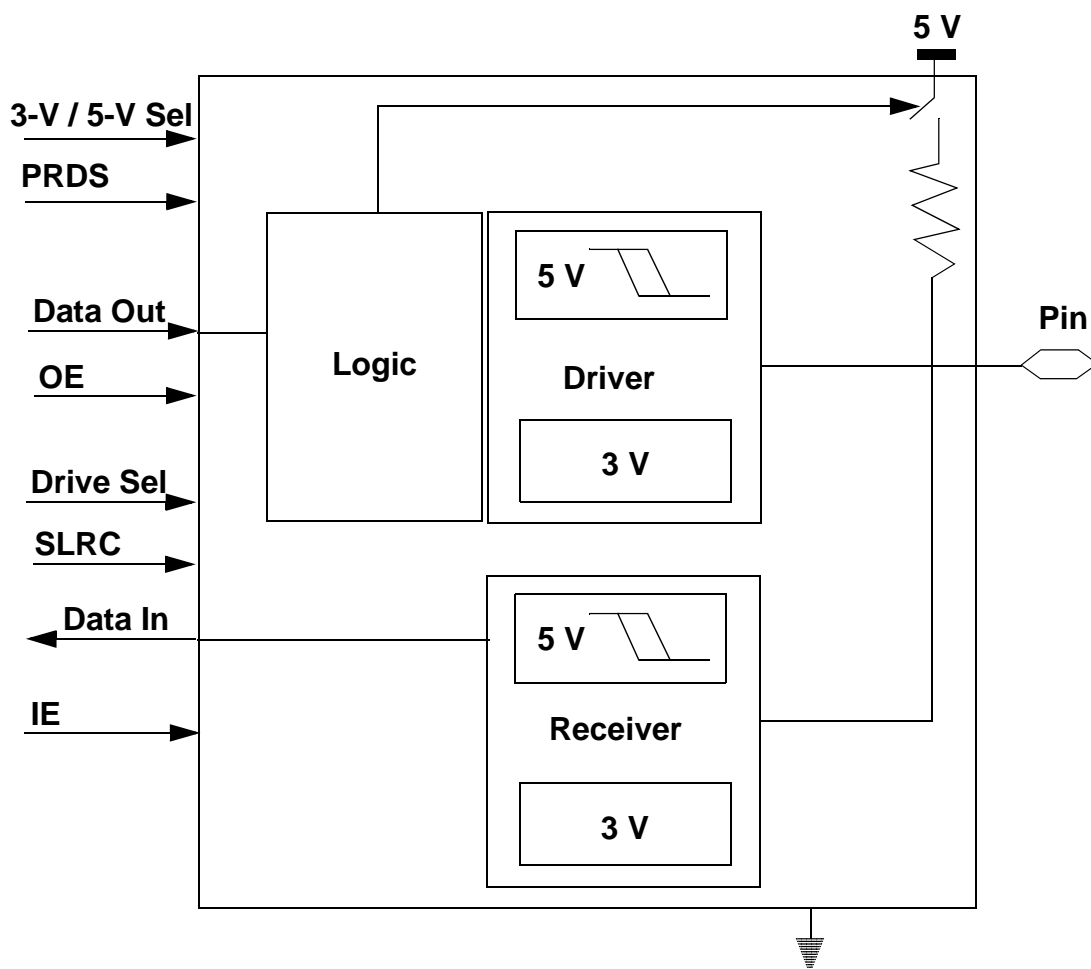 5 V
3-V / 5-V Sel
PRDS
Data Out
OE
Drive Sel
SLRC
Data In
IE
Logic
5 V
Driver
3 V
5 V
Receiver
3 V
Pin